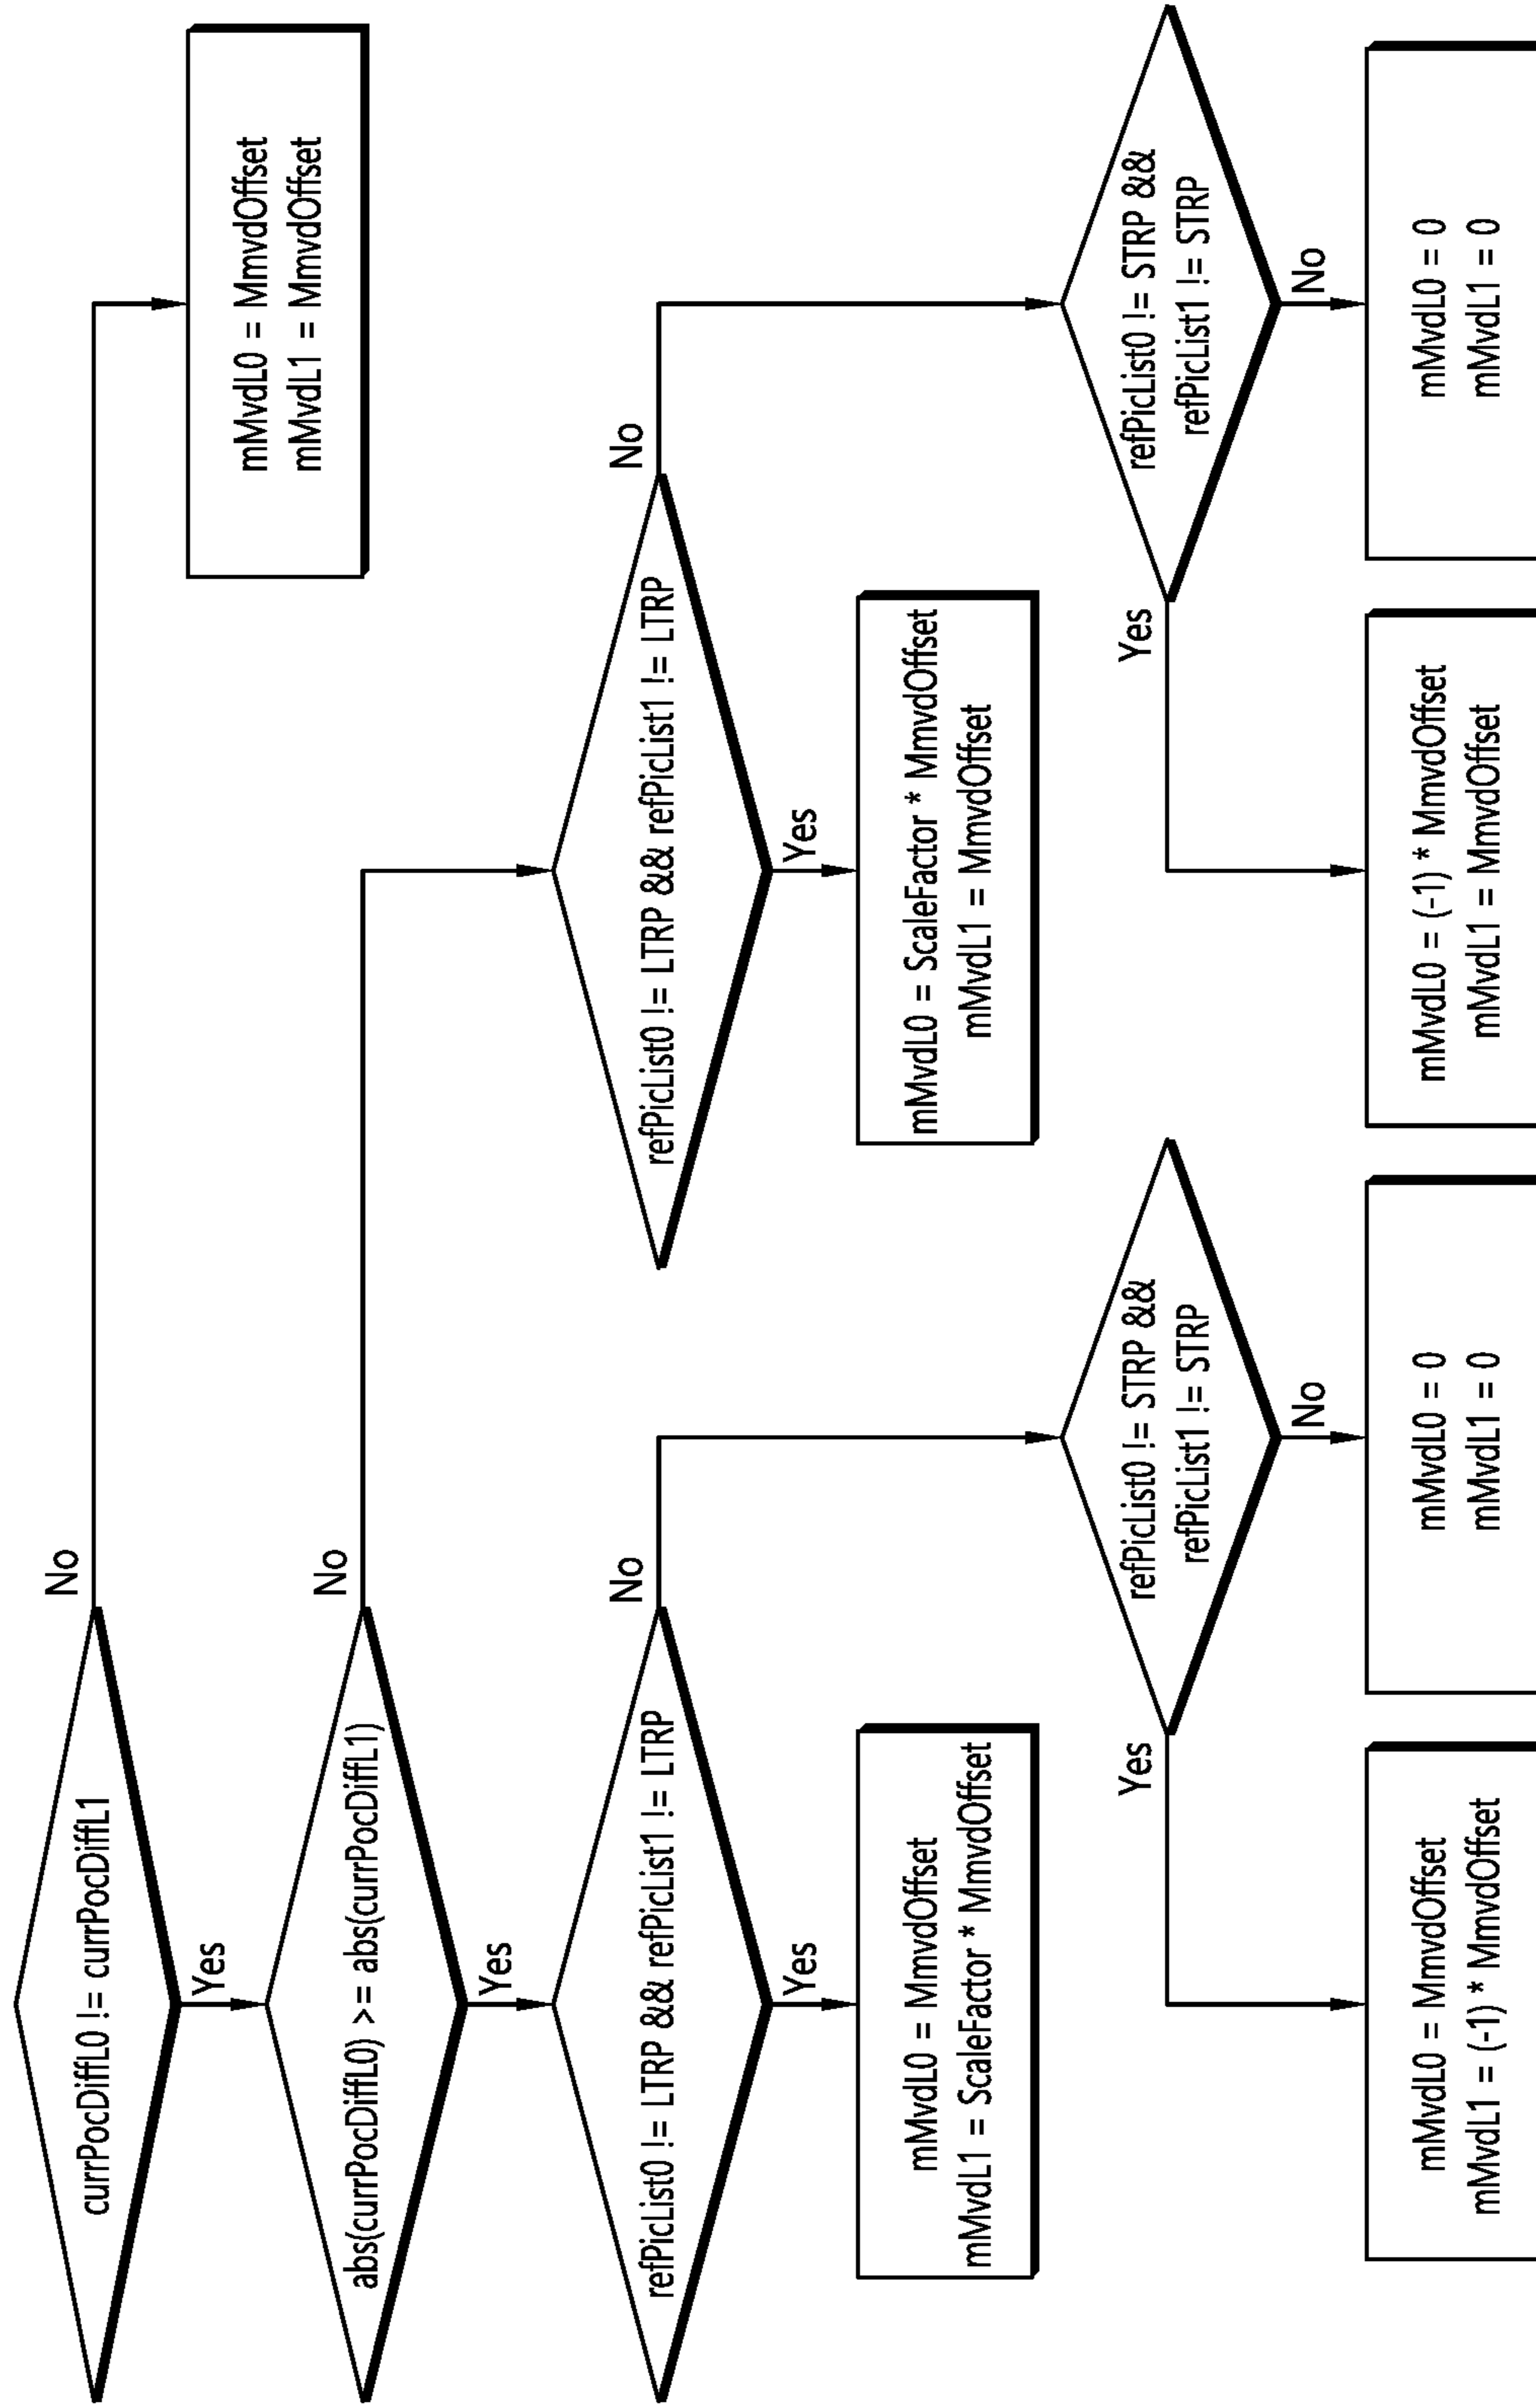 currPocDiffL0 != currPocDiffL1
No
Yes
mMvdL0 = MmvdOffset
mMvdL1 = MmvdOffset
abs(currPocDiffL0) >= abs(currPocDiffL1)
No
Yes
refPicList0 != LTRP && refPicList1 != LTRP
No
Yes
refPicList0 != LTRP && refPicList1 != LTRP
No
Yes
mMvdL0 = MmvdOffset
mMvdL1 = ScaleFactor * MmvdOffset
mMvdL0 = ScaleFactor * MmvdOffset
mMvdL1 = MmvdOffset
refPicList0 != STRP &&
refPicList1 != STRP
Yes
No
refPicList0 != STRP &&
refPicList1 != STRP
Yes
No
mMvdL0 = MmvdOffset
mMvdL1 = (-1) * MmvdOffset
mMvdL0 = 0
mMvdL1 = 0
mMvdL0 = (-1) * MmvdOffset
mMvdL1 = MmvdOffset
mMvdL0 = 0
mMvdL1 = 0